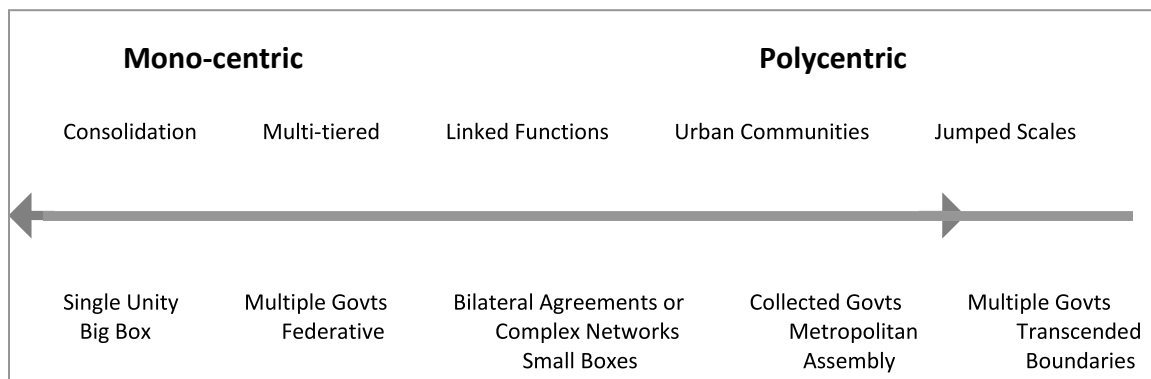 Mono-centric Polycentric
Consolidation Multi-tiered Linked Functions Urban Communities Jumped Scales
Single Unity Multiple Govts Bilateral Agreements or Collected Govts Multiple Govts
Big Box Federative Complex Networks Metropolitan Transcended
Small Boxes Assembly Boundaries